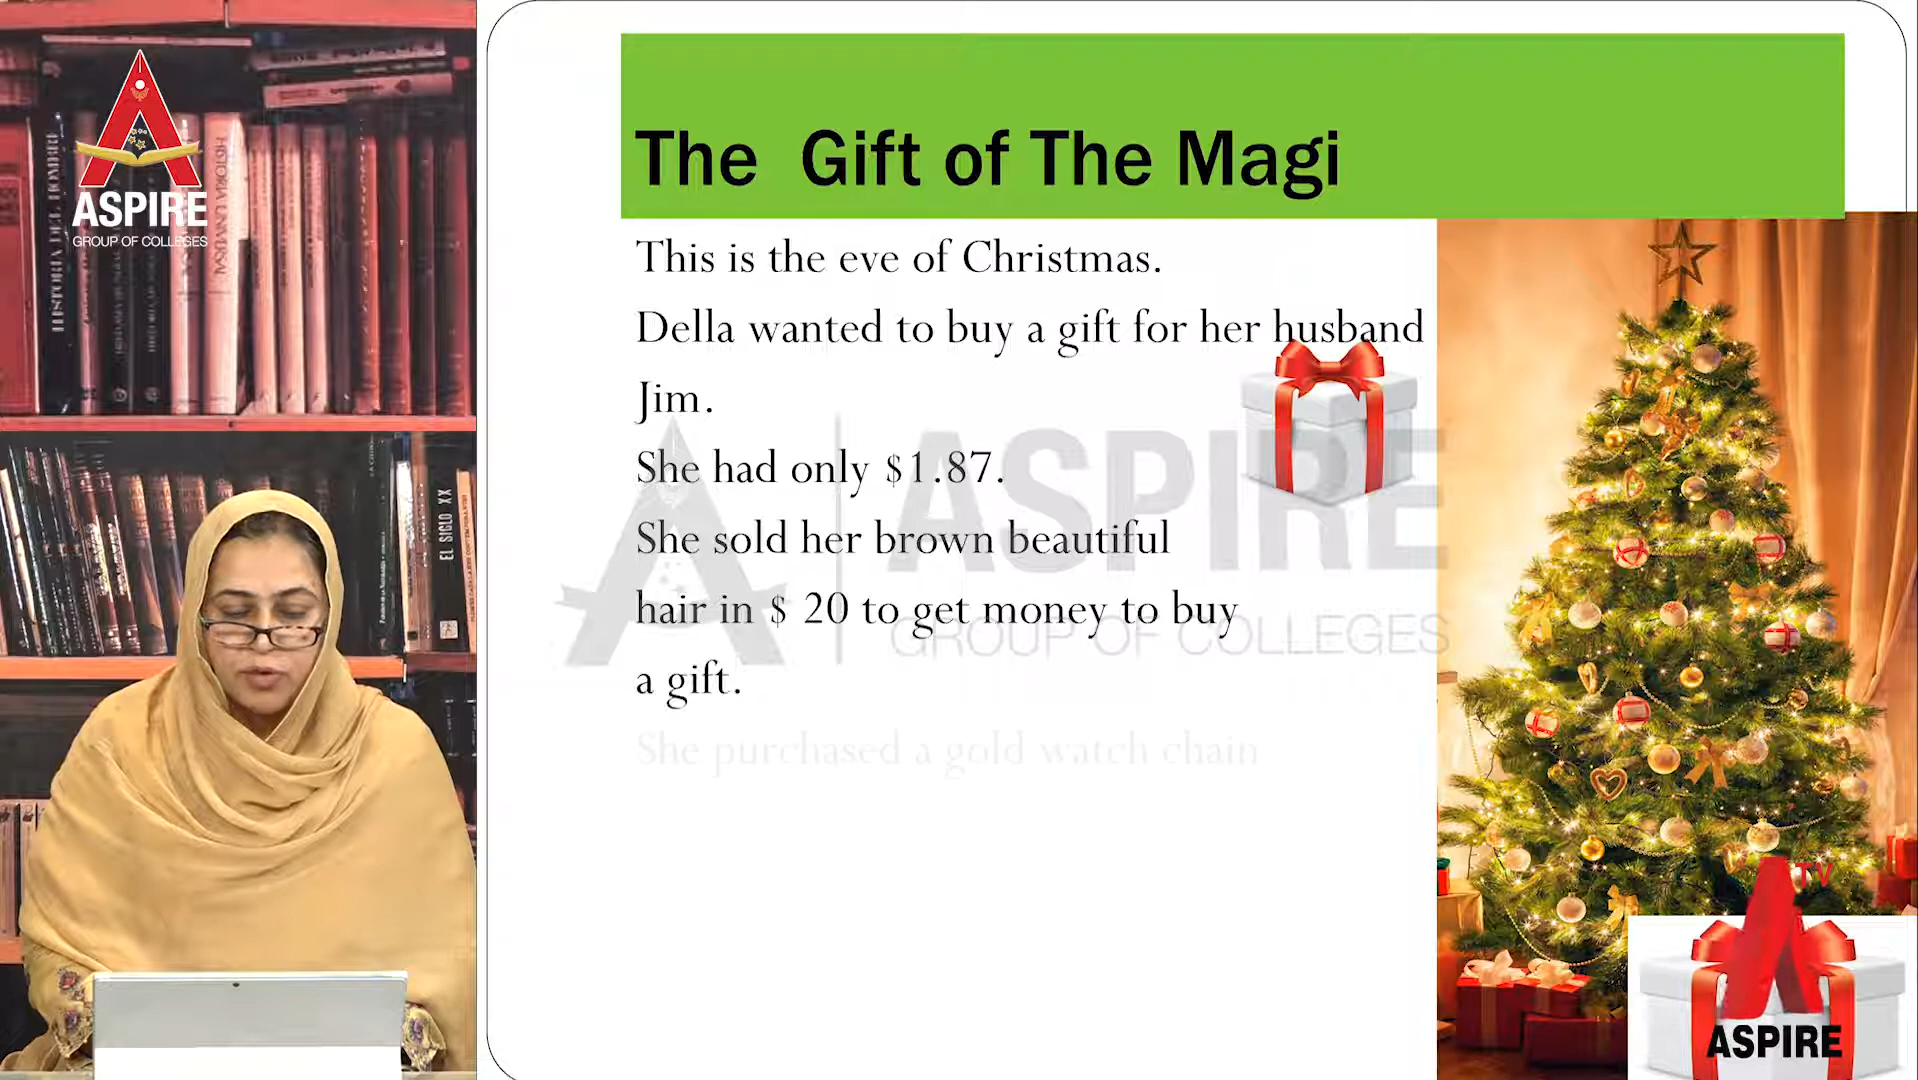 ASPIRE
GROUP OF COLLEGES
The Gift of The Magi
This is the eve of Christmas.
Della wanted to buy a gift for her husband
Jim.
She had only $1.87.
She sold her brown beautiful
hair in $ 20 to get money to buy
a gift.
She purchased a gold watch chain
ASPIRE
GROUP OF COLLEGES
HISTORIA UNIVERSAL
EL SIGLO XX
TV
ASPIRE